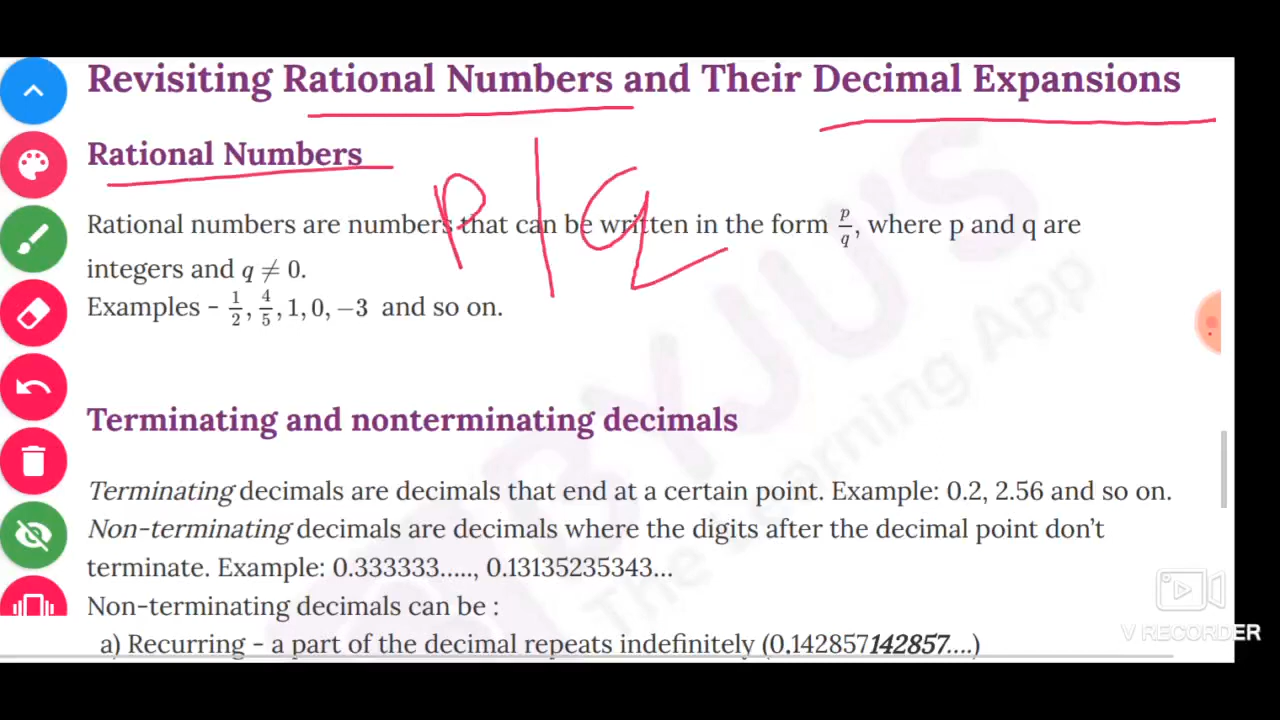 Revisiting Rational Numbers and Their Decimal Expansions
Rational Numbers
p|q
Rational numbers are numbers that can be written in the form p/q, where p and q are
integers and q ≠ 0.
Examples - 1/2, 4/5, 1, 0, −3 and so on.
Terminating and nonterminating decimals
Terminating decimals are decimals that end at a certain point. Example: 0.2, 2.56 and so on.
Non-terminating decimals are decimals where the digits after the decimal point don’t
terminate. Example: 0.333333....., 0.13135235343...
Non-terminating decimals can be :
a) Recurring - a part of the decimal repeats indefinitely (0.142857142857....)
BYJU'S
The Learning App
V RECORDER